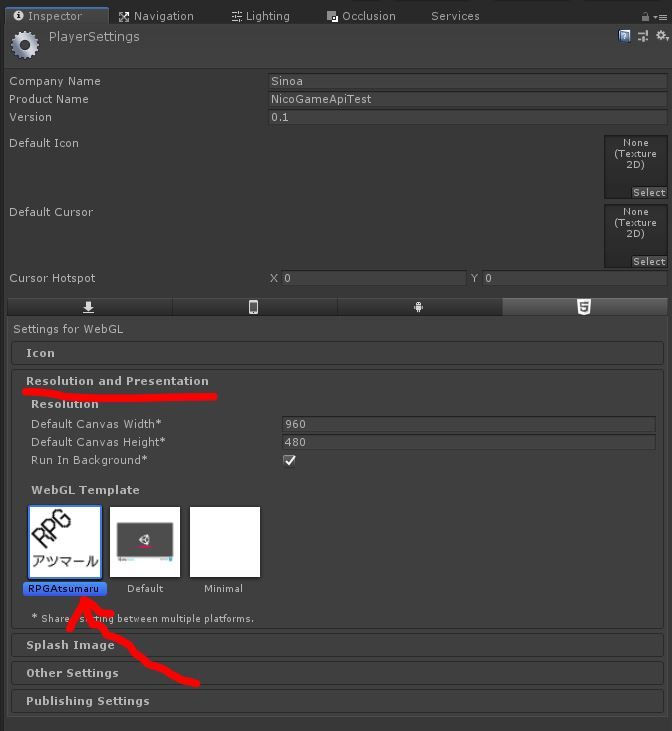 Inspector Navigation Lighting Occlusion Services
PlayerSettings
Company Name Sinoa
Product Name NicoGameApiTest
Version 0.1
Default Icon
None
(Texture
2D)
Select
Default Cursor
None
(Texture
2D)
Select
Cursor Hotspot X 0 Y 0
Settings for WebGL
Icon
Resolution and Presentation
Resolution
Default Canvas Width* 960
Default Canvas Height* 480
Run In Background*
WebGL Template
RPG
アツマール
RPGAtsumaru Default Minimal
* Shared setting between multiple platforms.
Splash Image
Other Settings
Publishing Settings